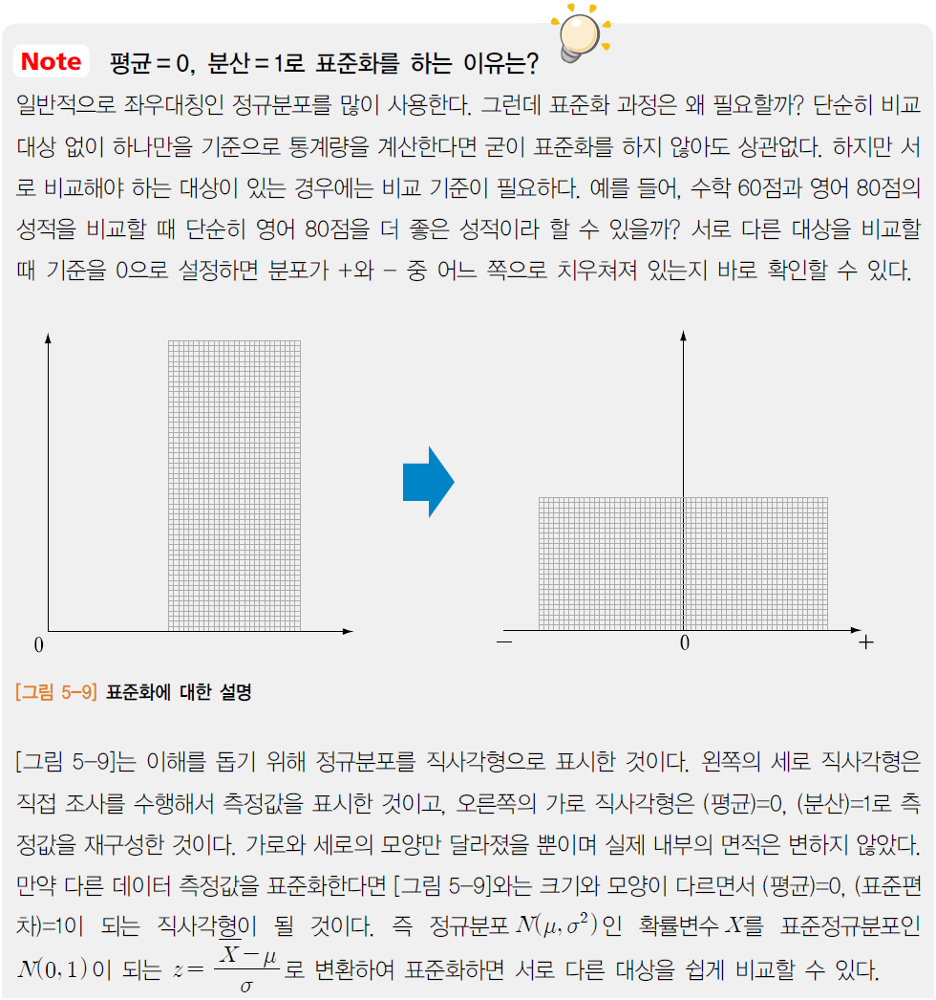 Note 평균 = 0, 분산 = 1로 표준화를 하는 이유는?
일반적으로 좌우대칭인 정규분포를 많이 사용한다. 그런데 표준화 과정은 왜 필요할까? 단순히 비교
대상 없이 하나만을 기준으로 통계량을 계산한다면 굳이 표준화를 하지 않아도 상관없다. 하지만 서
로 비교해야 하는 대상이 있는 경우에는 비교 기준이 필요하다. 예를 들어, 수학 60점과 영어 80점의
성적을 비교할 때 단순히 영어 80점을 더 좋은 성적이라 할 수 있을까? 서로 다른 대상을 비교할
때 기준을 0으로 설정하면 분포가 +와 − 중 어느 쪽으로 치우쳐져 있는지 바로 확인할 수 있다.
0
− 0 +
[그림 5-9] 표준화에 대한 설명
[그림 5-9]는 이해를 돕기 위해 정규분포를 직사각형으로 표시한 것이다. 왼쪽의 세로 직사각형은
직접 조사를 수행해서 측정값을 표시한 것이고, 오른쪽의 가로 직사각형은 (평균)=0, (분산)=1로 측
정값을 재구성한 것이다. 가로와 세로의 모양만 달라졌을 뿐이며 실제 내부의 면적은 변하지 않았다.
만약 다른 데이터 측정값을 표준화한다면 [그림 5-9]와는 크기와 모양이 다르면서 (평균)=0, (표준편
차)=1이 되는 직사각형이 될 것이다. 즉 정규분포 N(μ, σ²)인 확률변수 X를 표준정규분포인
N(0, 1)이 되는 z = (X̅ − μ)/σ 로 변환하여 표준화하면 서로 다른 대상을 쉽게 비교할 수 있다.